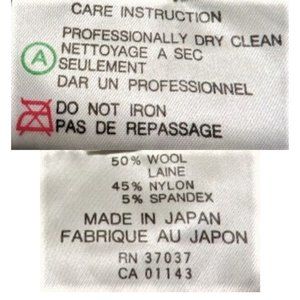 CARE INSTRUCTION
PROFESSIONALLY DRY CLEAN
NETTOYAGE A SEC
SEULEMENT
DAR UN PROFESSIONNEL
A
DO NOT IRON
PAS DE REPASSAGE
50% WOOL
LAINE
45% NYLON
5% SPANDEX
MADE IN JAPAN
FABRIQUE AU JAPON
RN 37037
CA 01143